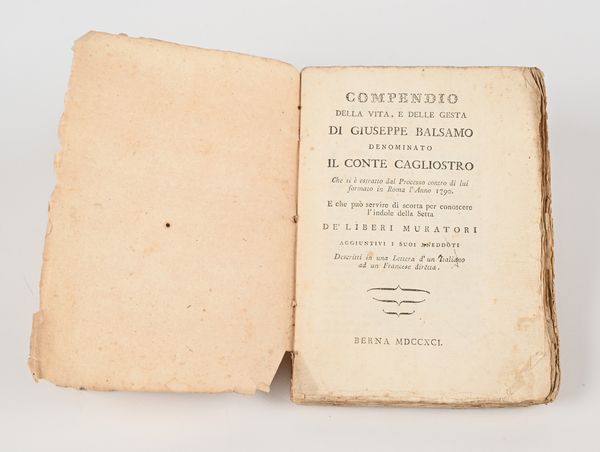 COMPENDIO
DELLA VITA, E DELLE GESTA
DI GIUSEPPE BALSAMO
DENOMINATO
IL CONTE CAGLIOSTRO
Che si è estratto dal Processo contro di lui
formato in Roma l'Anno 1790.
E che può servire di scorta per conoscere
l'indole della Setta
DE' LIBERI MURATORI
AGGIUNTIVI I SUOI ANEDDOTI
Descritti in una Lettera d'un Italiano
ad un Francese diretta.
BERNA MDCCXCI.